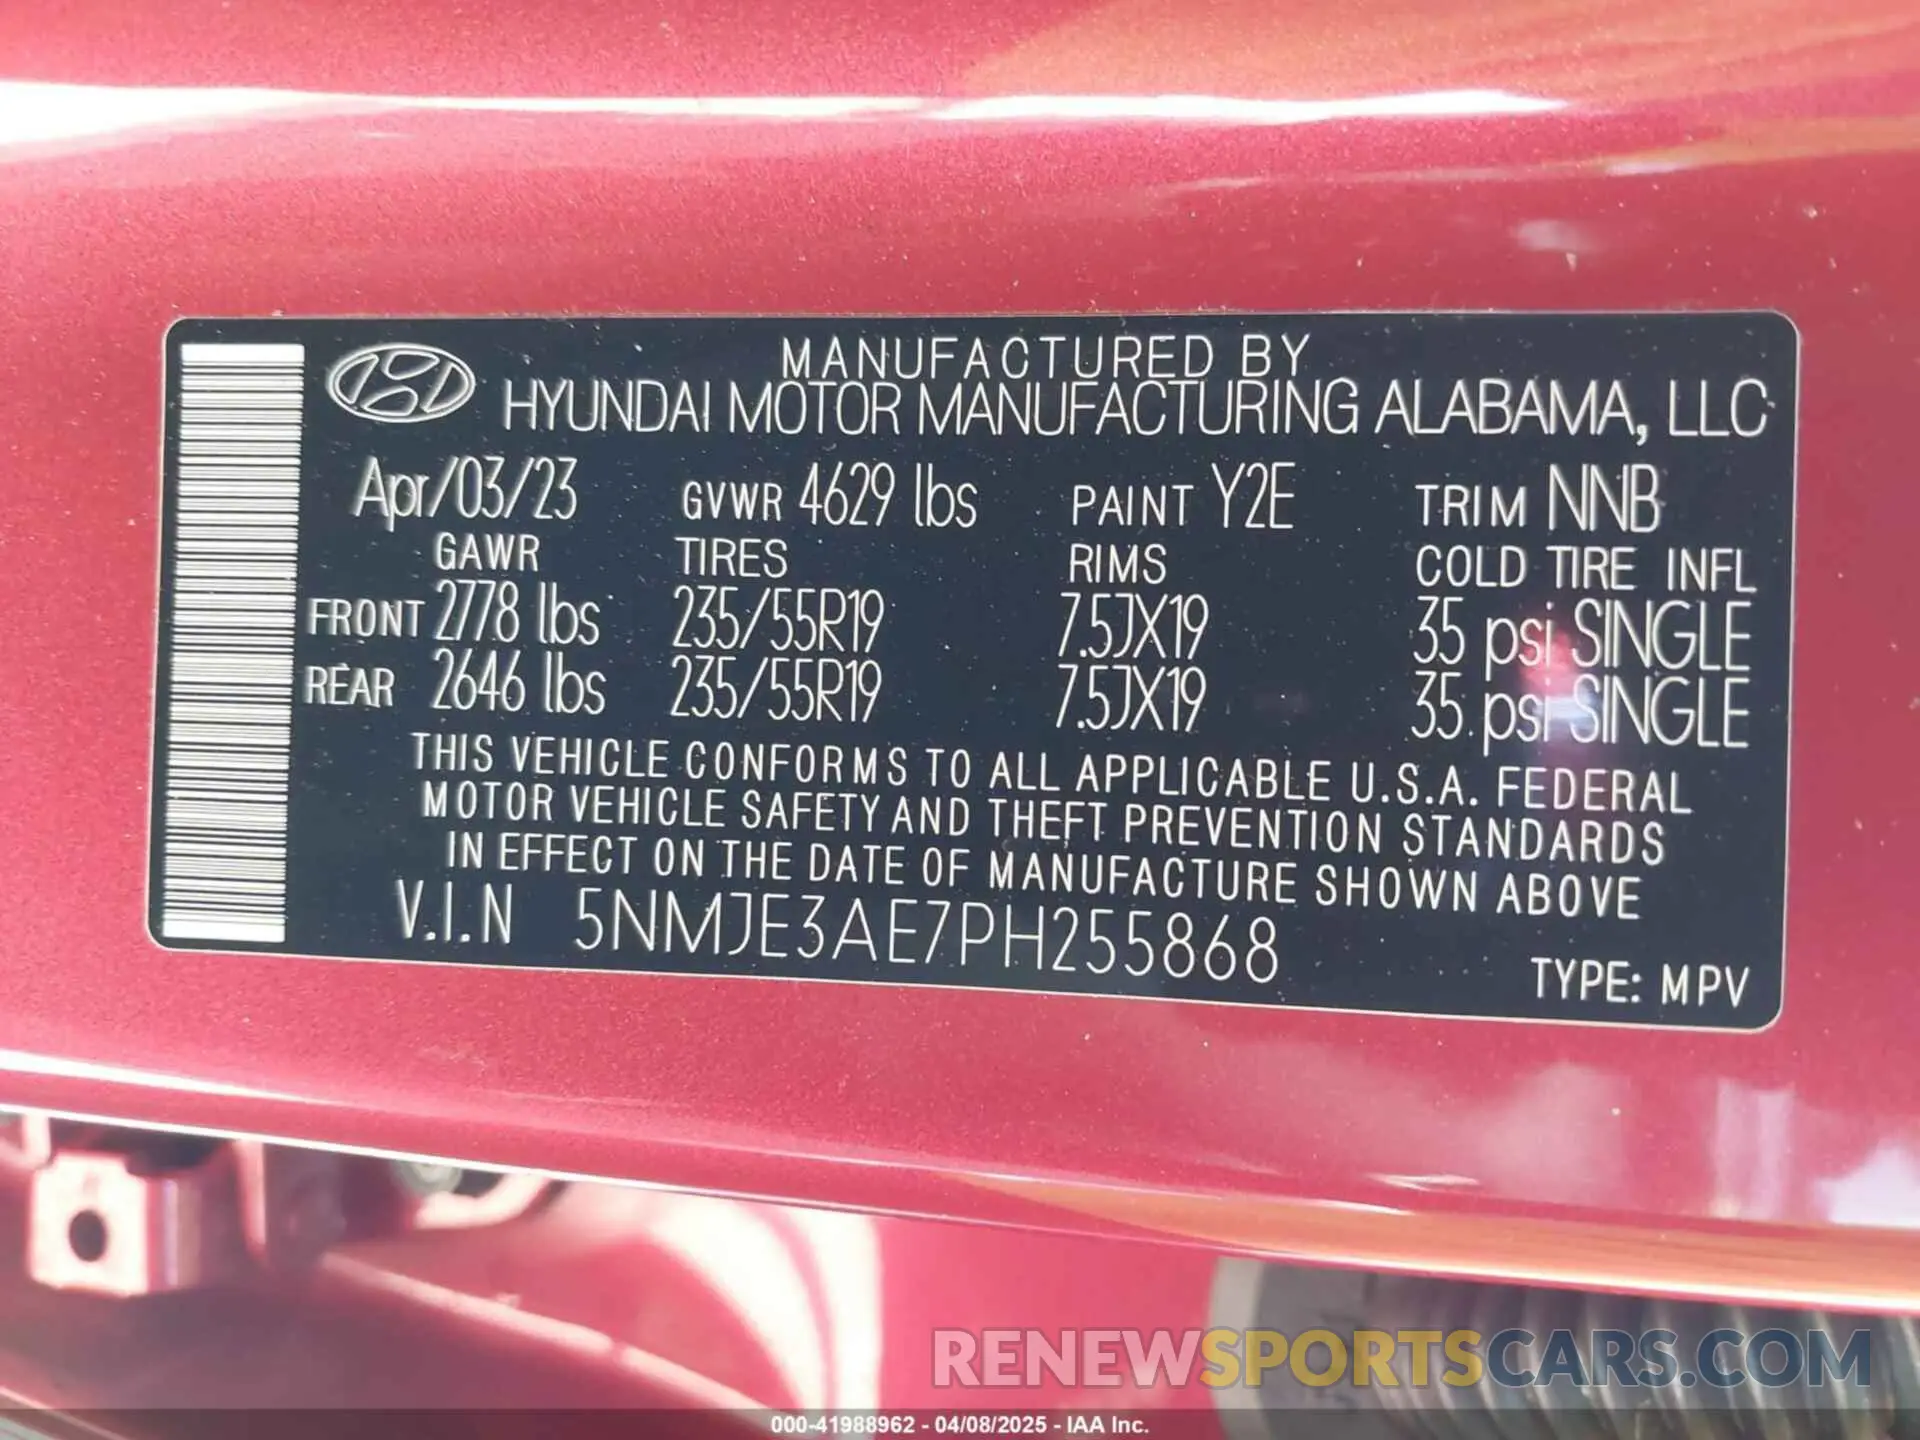 MANUFACTURED BY
HYUNDAI MOTOR MANUFACTURING ALABAMA, LLC
Apr/03/23 GVWR 4629 lbs PAINT Y2E TRIM NNB
GAWR TIRES RIMS COLD TIRE INFL
FRONT 2778 lbs 235/55R19 7.5JX19 35 psi SINGLE
REAR 2646 lbs 235/55R19 7.5JX19 35 psi SINGLE
THIS VEHICLE CONFORMS TO ALL APPLICABLE U.S.A. FEDERAL
MOTOR VEHICLE SAFETY AND THEFT PREVENTION STANDARDS
IN EFFECT ON THE DATE OF MANUFACTURE SHOWN ABOVE
V.I.N 5NMJE3AE7PH255868
TYPE: MPV
RENEWSPORTSCARS.COM
000-41988962 - 04/08/2025 - IAA Inc.